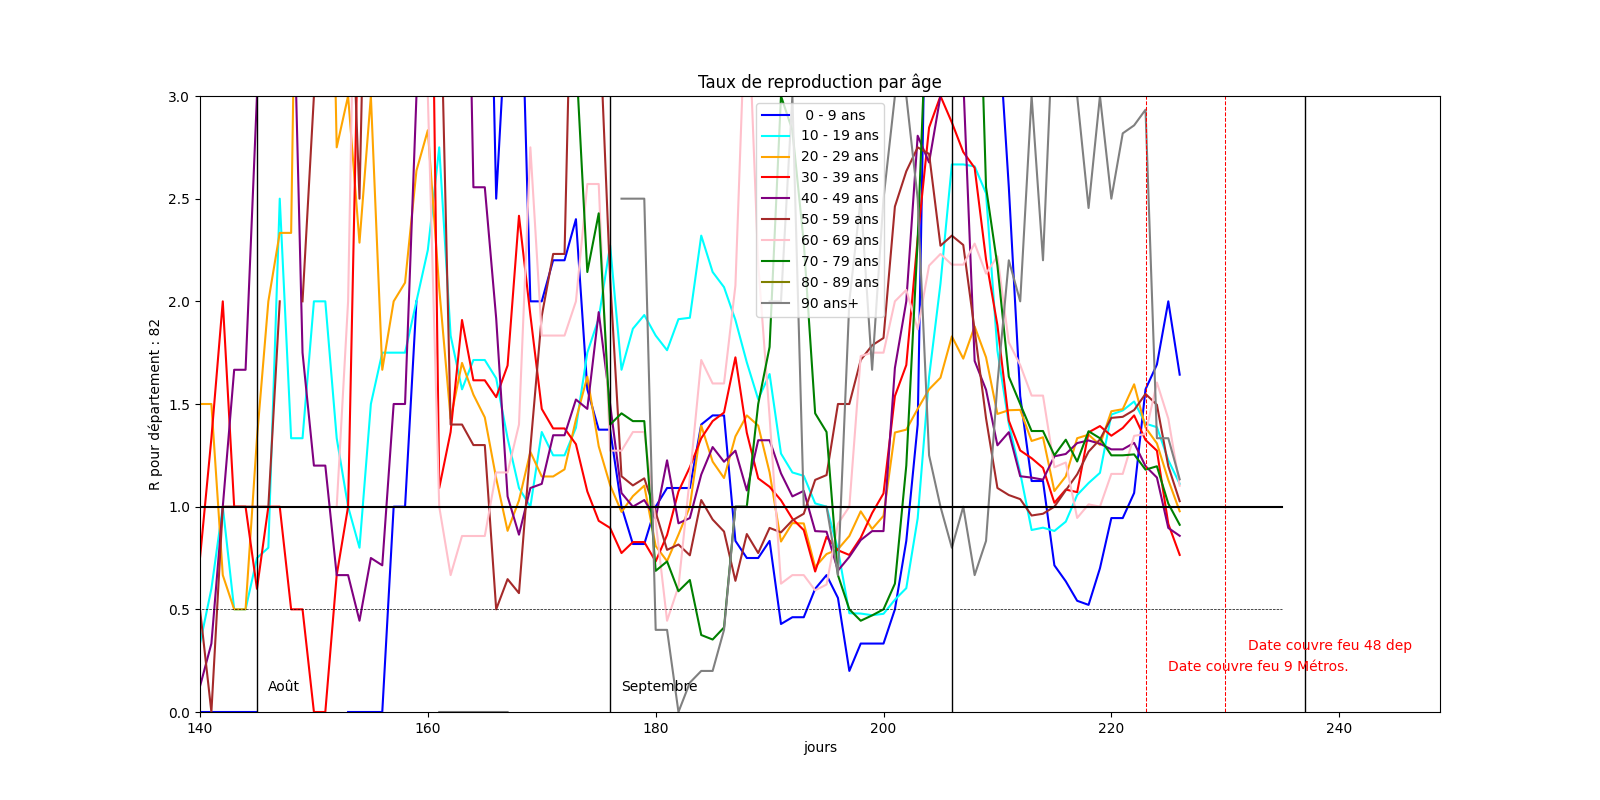 Taux de reproduction par âge
R pour département : 82
3.0
2.5
2.0
1.5
1.0
0.5
0.0
0 - 9 ans
10 - 19 ans
20 - 29 ans
30 - 39 ans
40 - 49 ans
50 - 59 ans
60 - 69 ans
70 - 79 ans
80 - 89 ans
90 ans+
Date couvre feu 48 dep
Date couvre feu 9 Métros.
Août
Septembre
140
160
180
200
220
240
jours